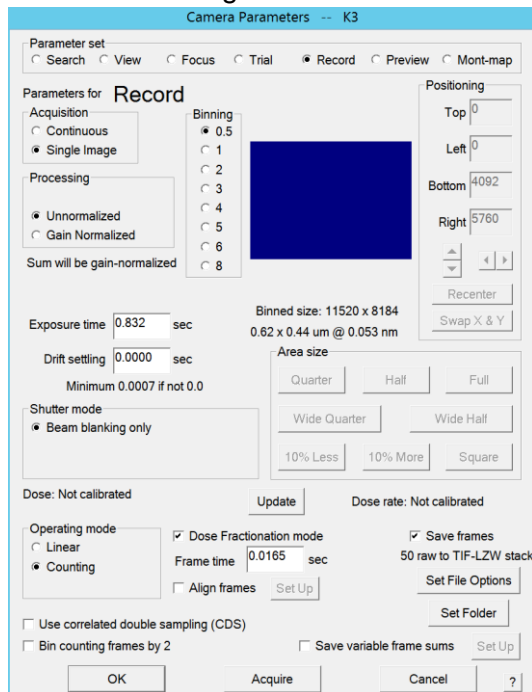 Camera Parameters -- K3
Parameter set
Search View Focus Trial Record Preview Mont-map
Parameters for Record
Acquisition
Continuous
Single Image
Processing
Unnormalized
Gain Normalized
Sum will be gain-normalized
Binning
0.5
1
2
3
4
5
6
8
Positioning
Top 0
Left 0
Bottom 4092
Right 5760
Recenter
Swap X & Y
Binned size: 11520 x 8184
0.62 x 0.44 um @ 0.053 nm
Exposure time 0.832 sec
Drift settling 0.0000 sec
Minimum 0.0007 if not 0.0
Shutter mode
Beam blanking only
Area size
Quarter Half Full
Wide Quarter Wide Half
10% Less 10% More Square
Dose: Not calibrated Update Dose rate: Not calibrated
Operating mode
Linear
Counting
Dose Fractionation mode
Frame time 0.0165 sec
Align frames Set Up
Save frames
50 raw to TIF-LZW stack
Set File Options
Set Folder
Use correlated double sampling (CDS)
Bin counting frames by 2
Save variable frame sums Set Up
OK Acquire Cancel ?